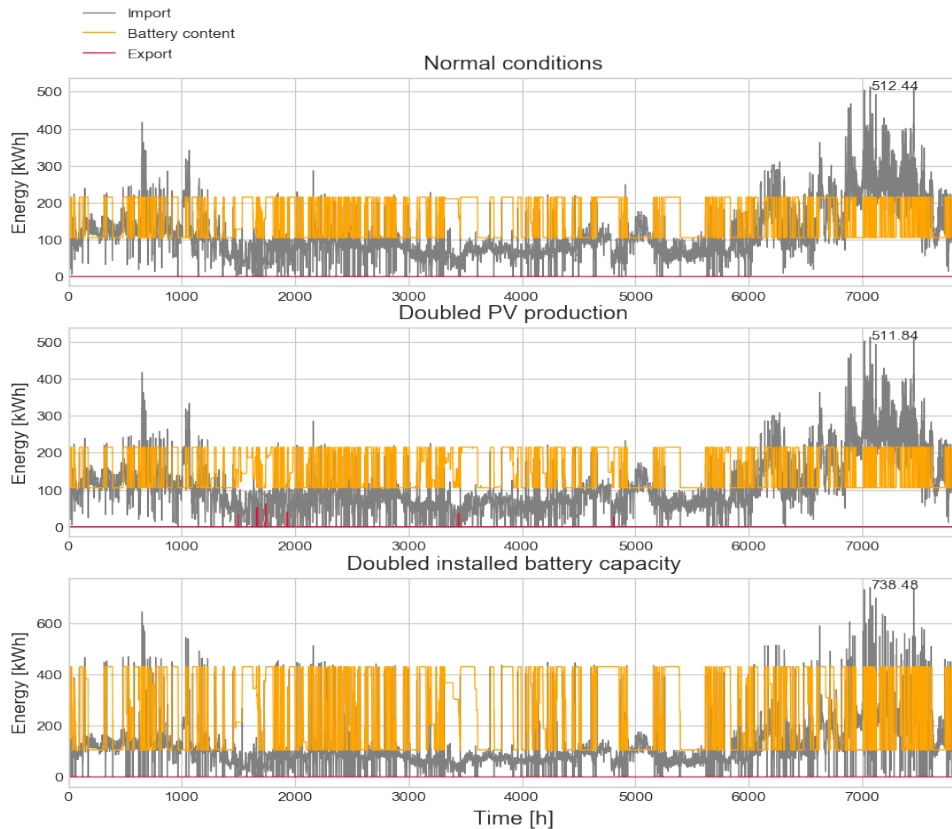 Import
Battery content
Export
Normal conditions
Energy [kWh]
500
400
300
200
100
0
512.44
0 1000 2000 3000 4000 5000 6000 7000
Doubled PV production
Energy [kWh]
500
400
300
200
100
0
511.84
0 1000 2000 3000 4000 5000 6000 7000
Doubled installed battery capacity
Energy [kWh]
600
400
200
0
738.48
0 1000 2000 3000 4000 5000 6000 7000
Time [h]